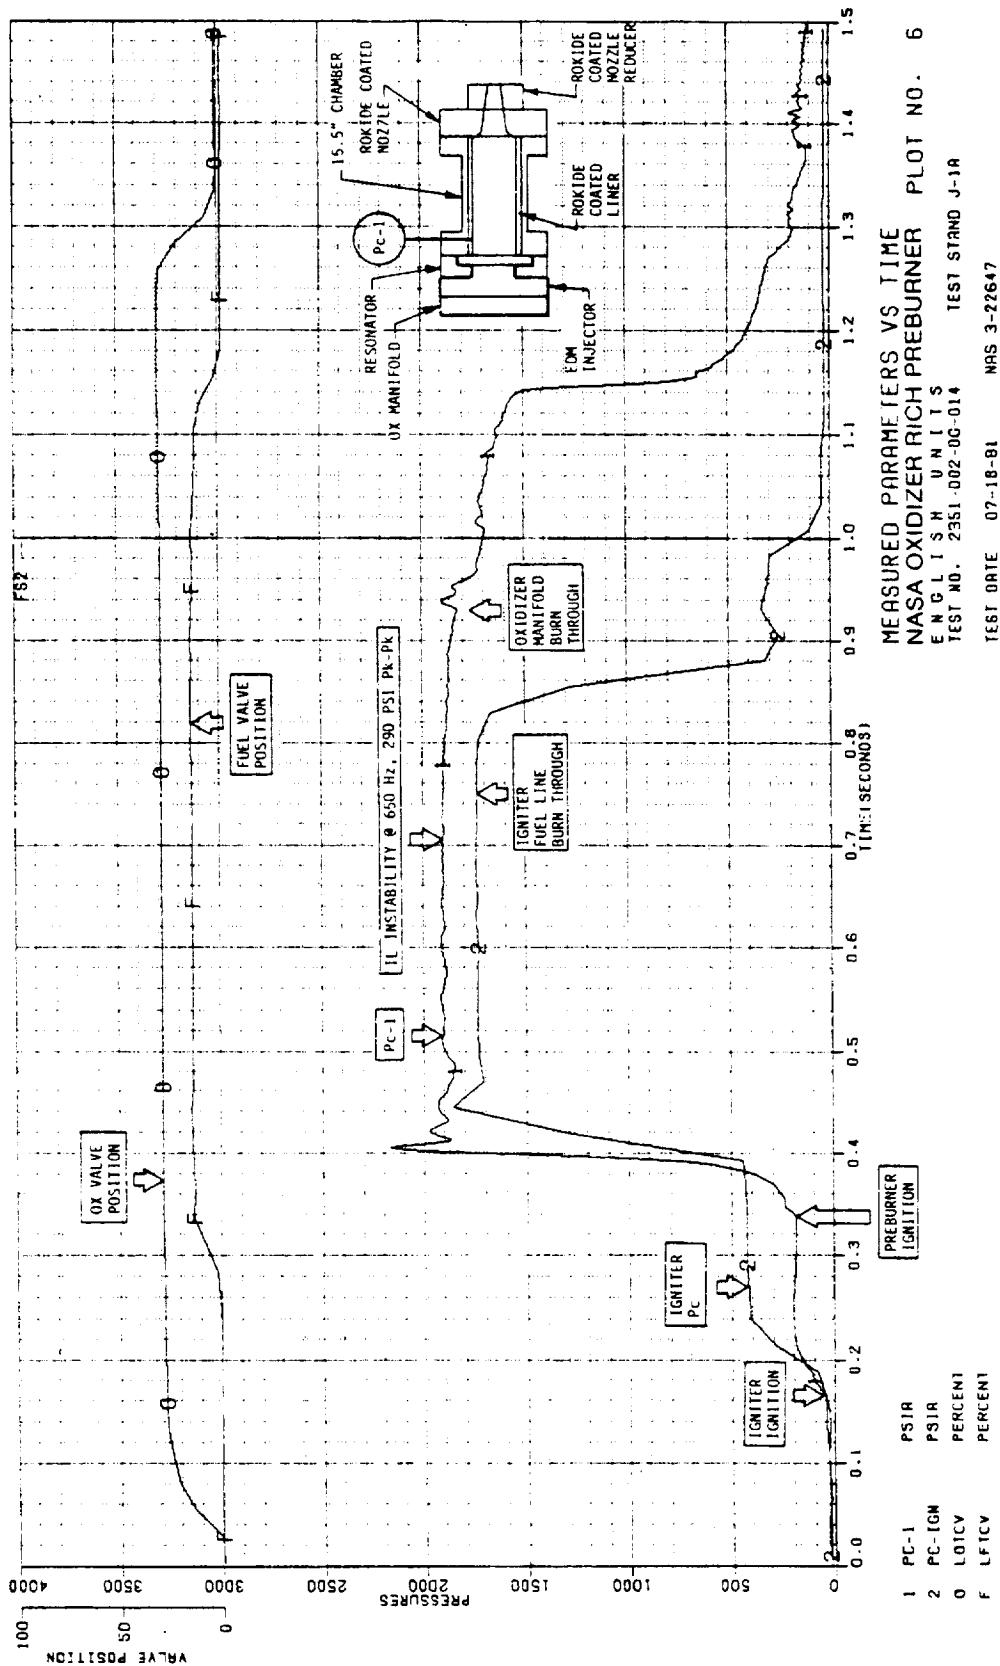 MEASURED PARAMETERS VS TIME
NASA OXIDIZER RICH PREBURNER PLOT NO. 6
ENGLISH UNITS
TEST NO. 2351-D02-0G-014 TEST STAND J-1A
TEST DATE 07-18-81 NAS 3-22647
1 PC-1 PSIA
2 PC-IGN PSIA
O LOTCV PERCENT
F LFTCV PERCENT
VALVE POSITION
100
50
0
PRESSURES
4000
3500
3000
2500
2000
1500
1000
500
0
0.0
0.1
0.2
0.3
0.4
0.5
0.6
0.7
0.8
0.9
1.0
1.1
1.2
1.3
1.4
1.5
TIME(SECONDS)
FS2
OX VALVE
POSITION
FUEL VALVE
POSITION
Pc-1
1L INSTABILITY @ 650 Hz, 290 PSI Pk-Pk
IGNITER
FUEL LINE
BURN THROUGH
OXIDIZER
MANIFOLD
BURN
THROUGH
IGNITER
Pc
IGNITER
IGNITION
PREBURNER
IGNITION
OX MANIFOLD
RESONATOR
Pc-1
15.5" CHAMBER
ROKIDE COATED
NOZZLE
EDM
INJECTOR
ROKIDE
COATED
LINER
ROKIDE
COATED
NOZZLE
REDUCER